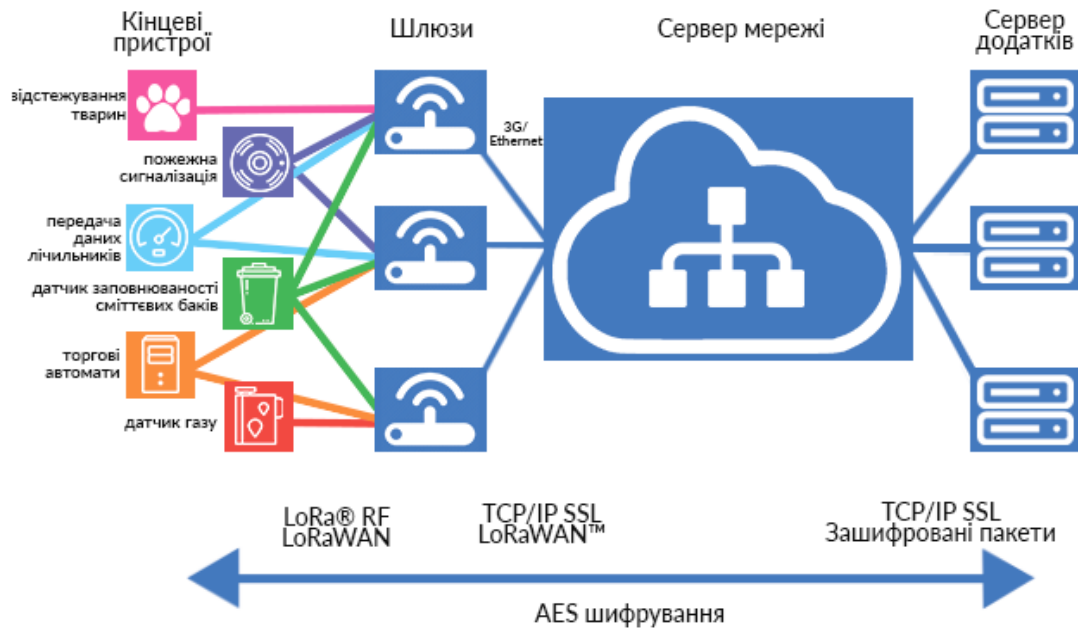 Кінцеві
пристрої
Шлюзи
Сервер мережі
Сервер
додатків
відстежування
тварин
3G/
Ethernet
пожежна
сигналізація
передача
даних
лічильників
датчик заповнюваності
сміттєвих баків
торгові
автомати
датчик газу
LoRa® RF
LoRaWAN
TCP/IP SSL
LoRaWAN™
TCP/IP SSL
Зашифровані пакети
AES шифрування